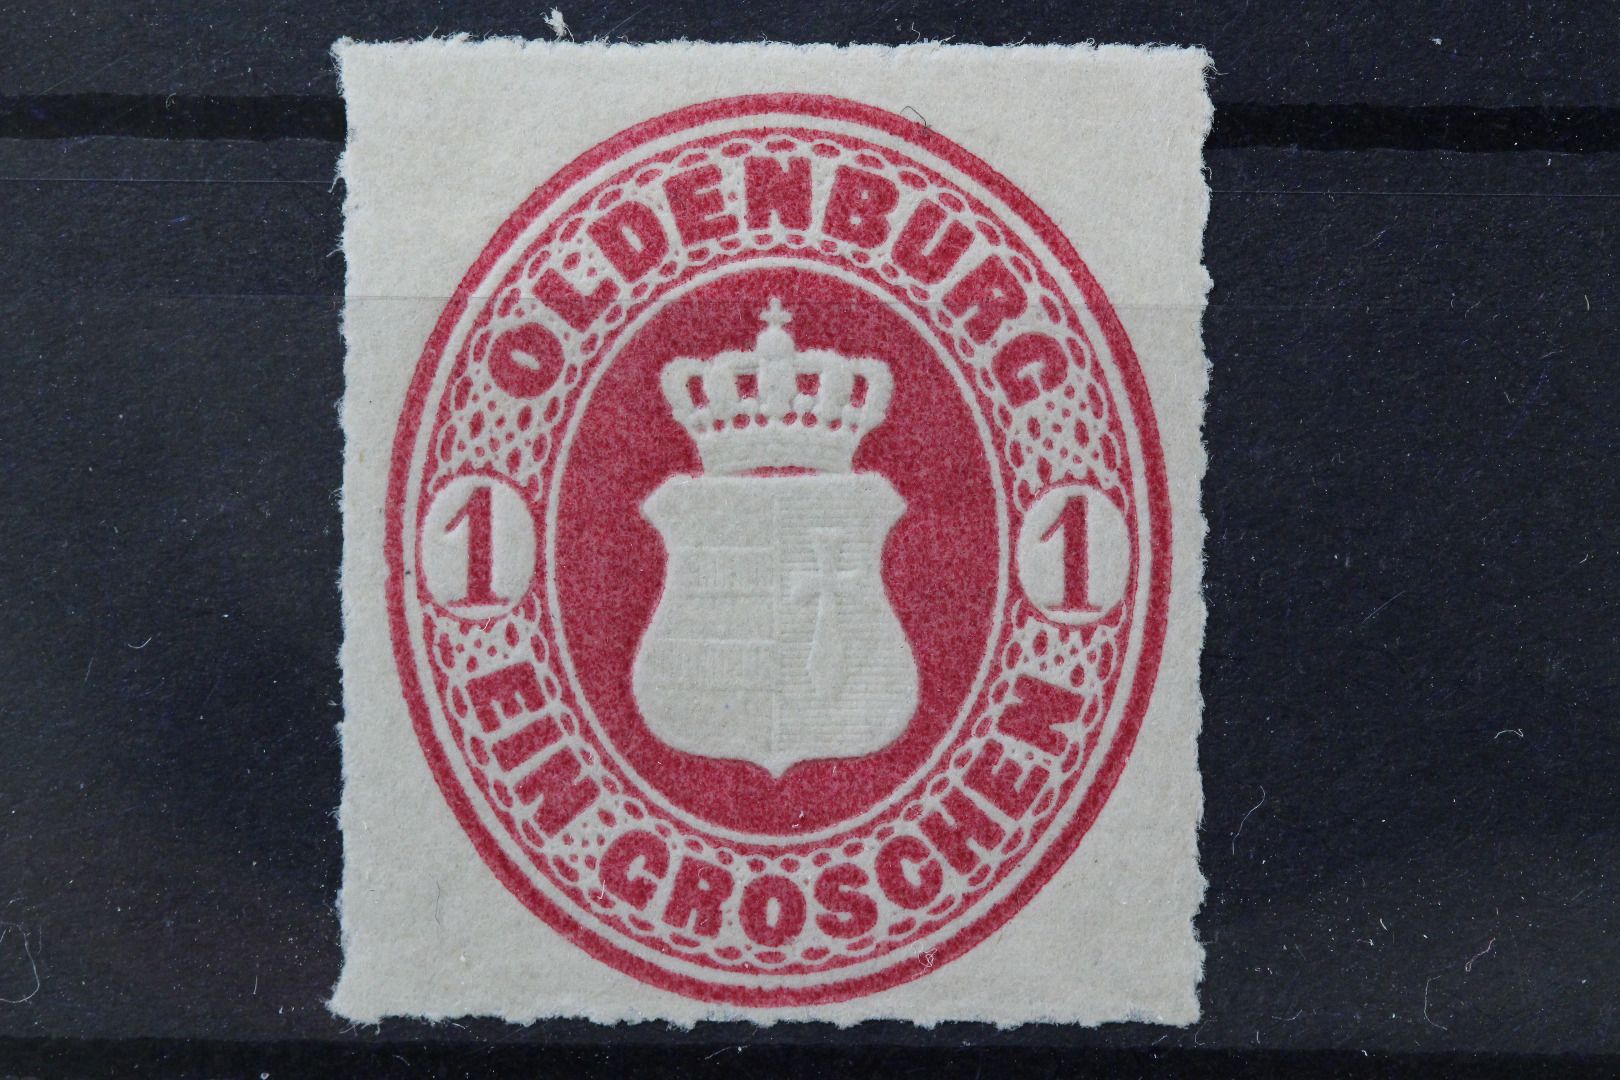 OLDENBURG
1 1
EIN GROSCHEN